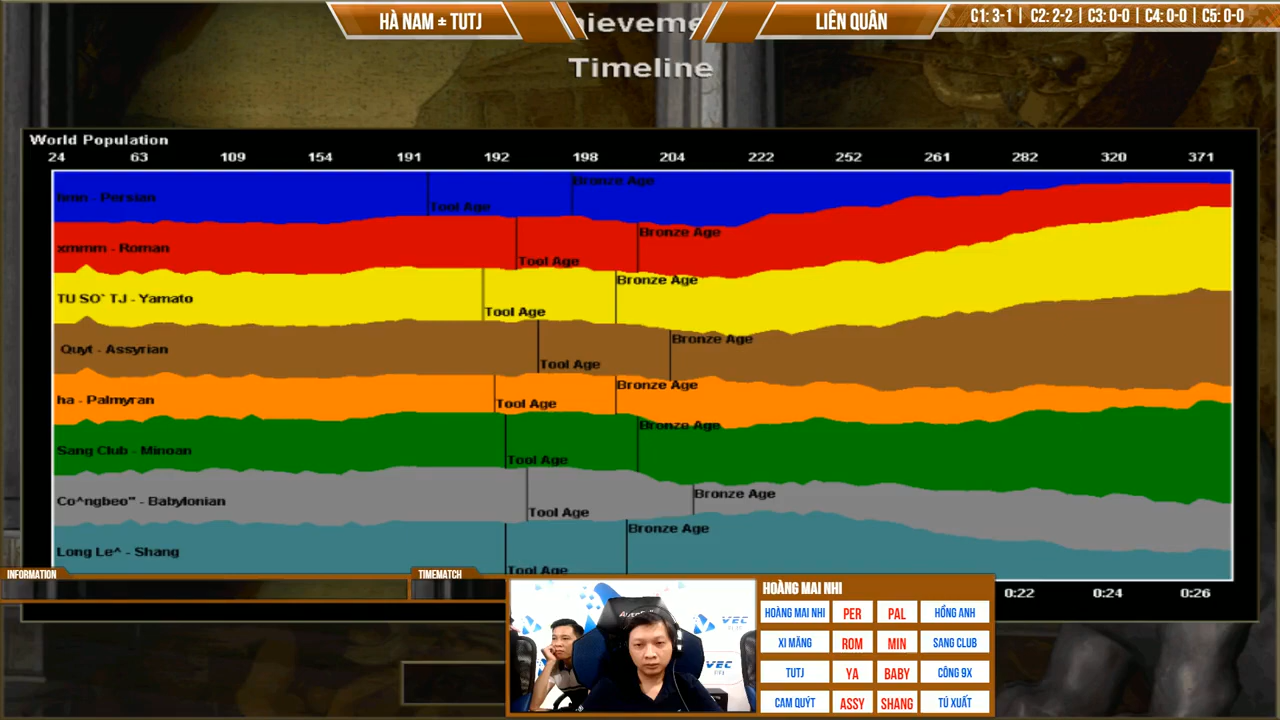 HÀ NAM + TUTJ
LIÊN QUÂN
C1: 3-1 | C2: 2-2 | C3: 0-0 | C4: 0-0 | C5: 0-0
hieveme
Timeline
World Population
24 63 109 154 191 192 198 204 222 252 261 282 320 371
hmn - Persian
Tool Age
Bronze Age
xmmm - Roman
Tool Age
Bronze Age
TU SO` TJ - Yamato
Tool Age
Bronze Age
Quyt - Assyrian
Tool Age
Bronze Age
ha - Palmyran
Tool Age
Bronze Age
Sang Club - Minoan
Tool Age
Bronze Age
Co^ngbeo" - Babylonian
Tool Age
Bronze Age
Long Le^ - Shang
Tool Age
Bronze Age
0:22 0:24 0:26
INFORMATION
TIMEMATCH
VEC
VEC
HOÀNG MAI NHI
HOÀNG MAI NHI PER PAL HỒNG ANH
XI MĂNG ROM MIN SANG CLUB
TUTJ YA BABY CÔNG 9X
CAM QUÝT ASSY SHANG TÚ XUẤT